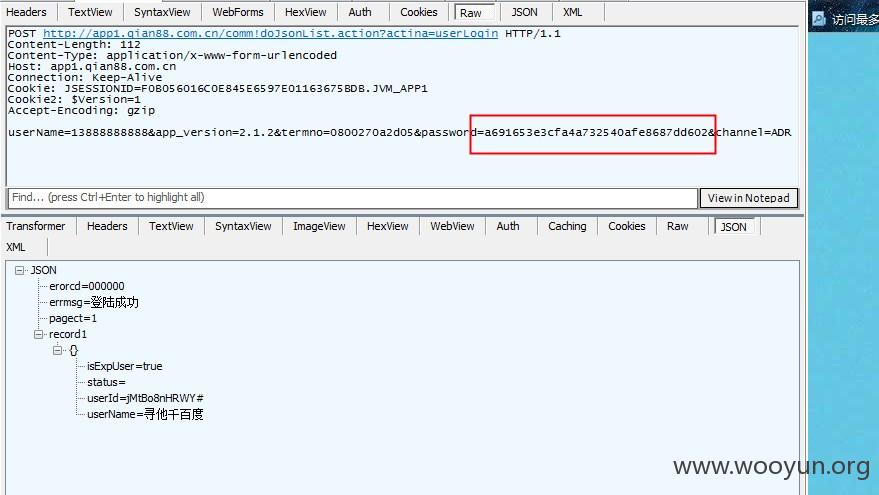 Headers TextView SyntaxView WebForms HexView Auth Cookies Raw JSON XML
访问最多
POST http://app1.qian88.com.cn/comm!doJsonList.action?actina=userLogin HTTP/1.1
Content-Length: 112
Content-Type: application/x-www-form-urlencoded
Host: app1.qian88.com.cn
Connection: Keep-Alive
Cookie: JSESSIONID=F0B056016C0E845E6597E01163675BDB.JVM_APP1
Cookie2: $Version=1
Accept-Encoding: gzip
userName=13888888888&app_version=2.1.2&termno=0800270a2d05&password=a691653e3cfa4a732540afe8687dd602&channel=ADR
Find... (press Ctrl+Enter to highlight all) View in Notepad
Transformer Headers TextView SyntaxView ImageView HexView WebView Auth Caching Cookies Raw JSON
XML
JSON
erorcd=000000
errmsg=登陆成功
pagect=1
record1
{}
isExpUser=true
status=
userId=jMtBo8nHRWY#
userName=寻他千百度
www.wooyun.org